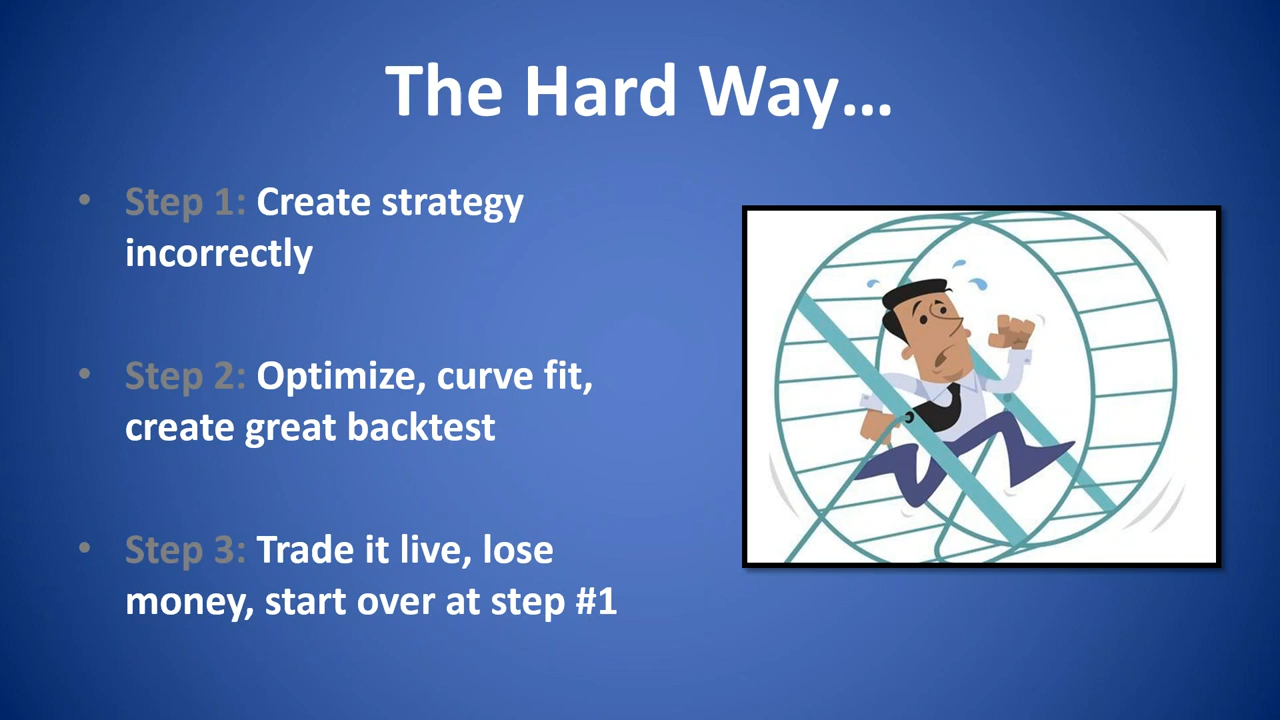 The Hard Way...
• Step 1: Create strategy
incorrectly
• Step 2: Optimize, curve fit,
create great backtest
• Step 3: Trade it live, lose
money, start over at step #1